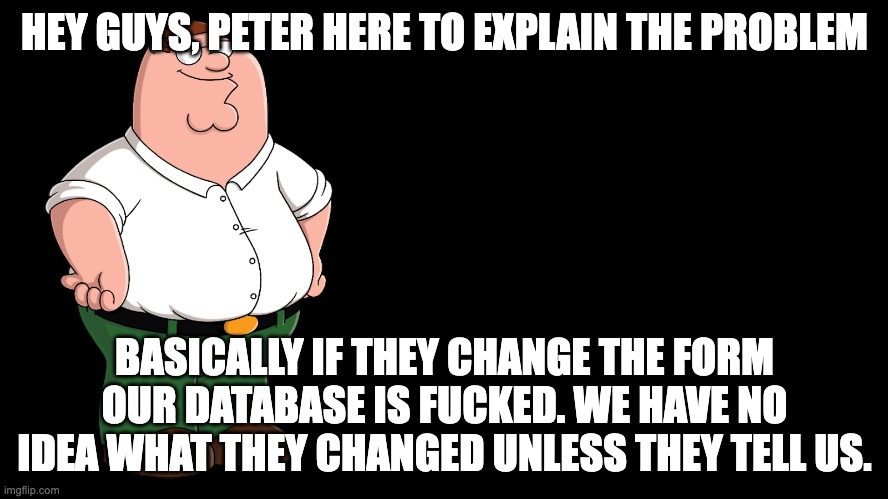 HEY GUYS, PETER HERE TO EXPLAIN THE PROBLEM
BASICALLY IF THEY CHANGE THE FORM
OUR DATABASE IS FUCKED. WE HAVE NO
IDEA WHAT THEY CHANGED UNLESS THEY TELL US.
imgflip.com